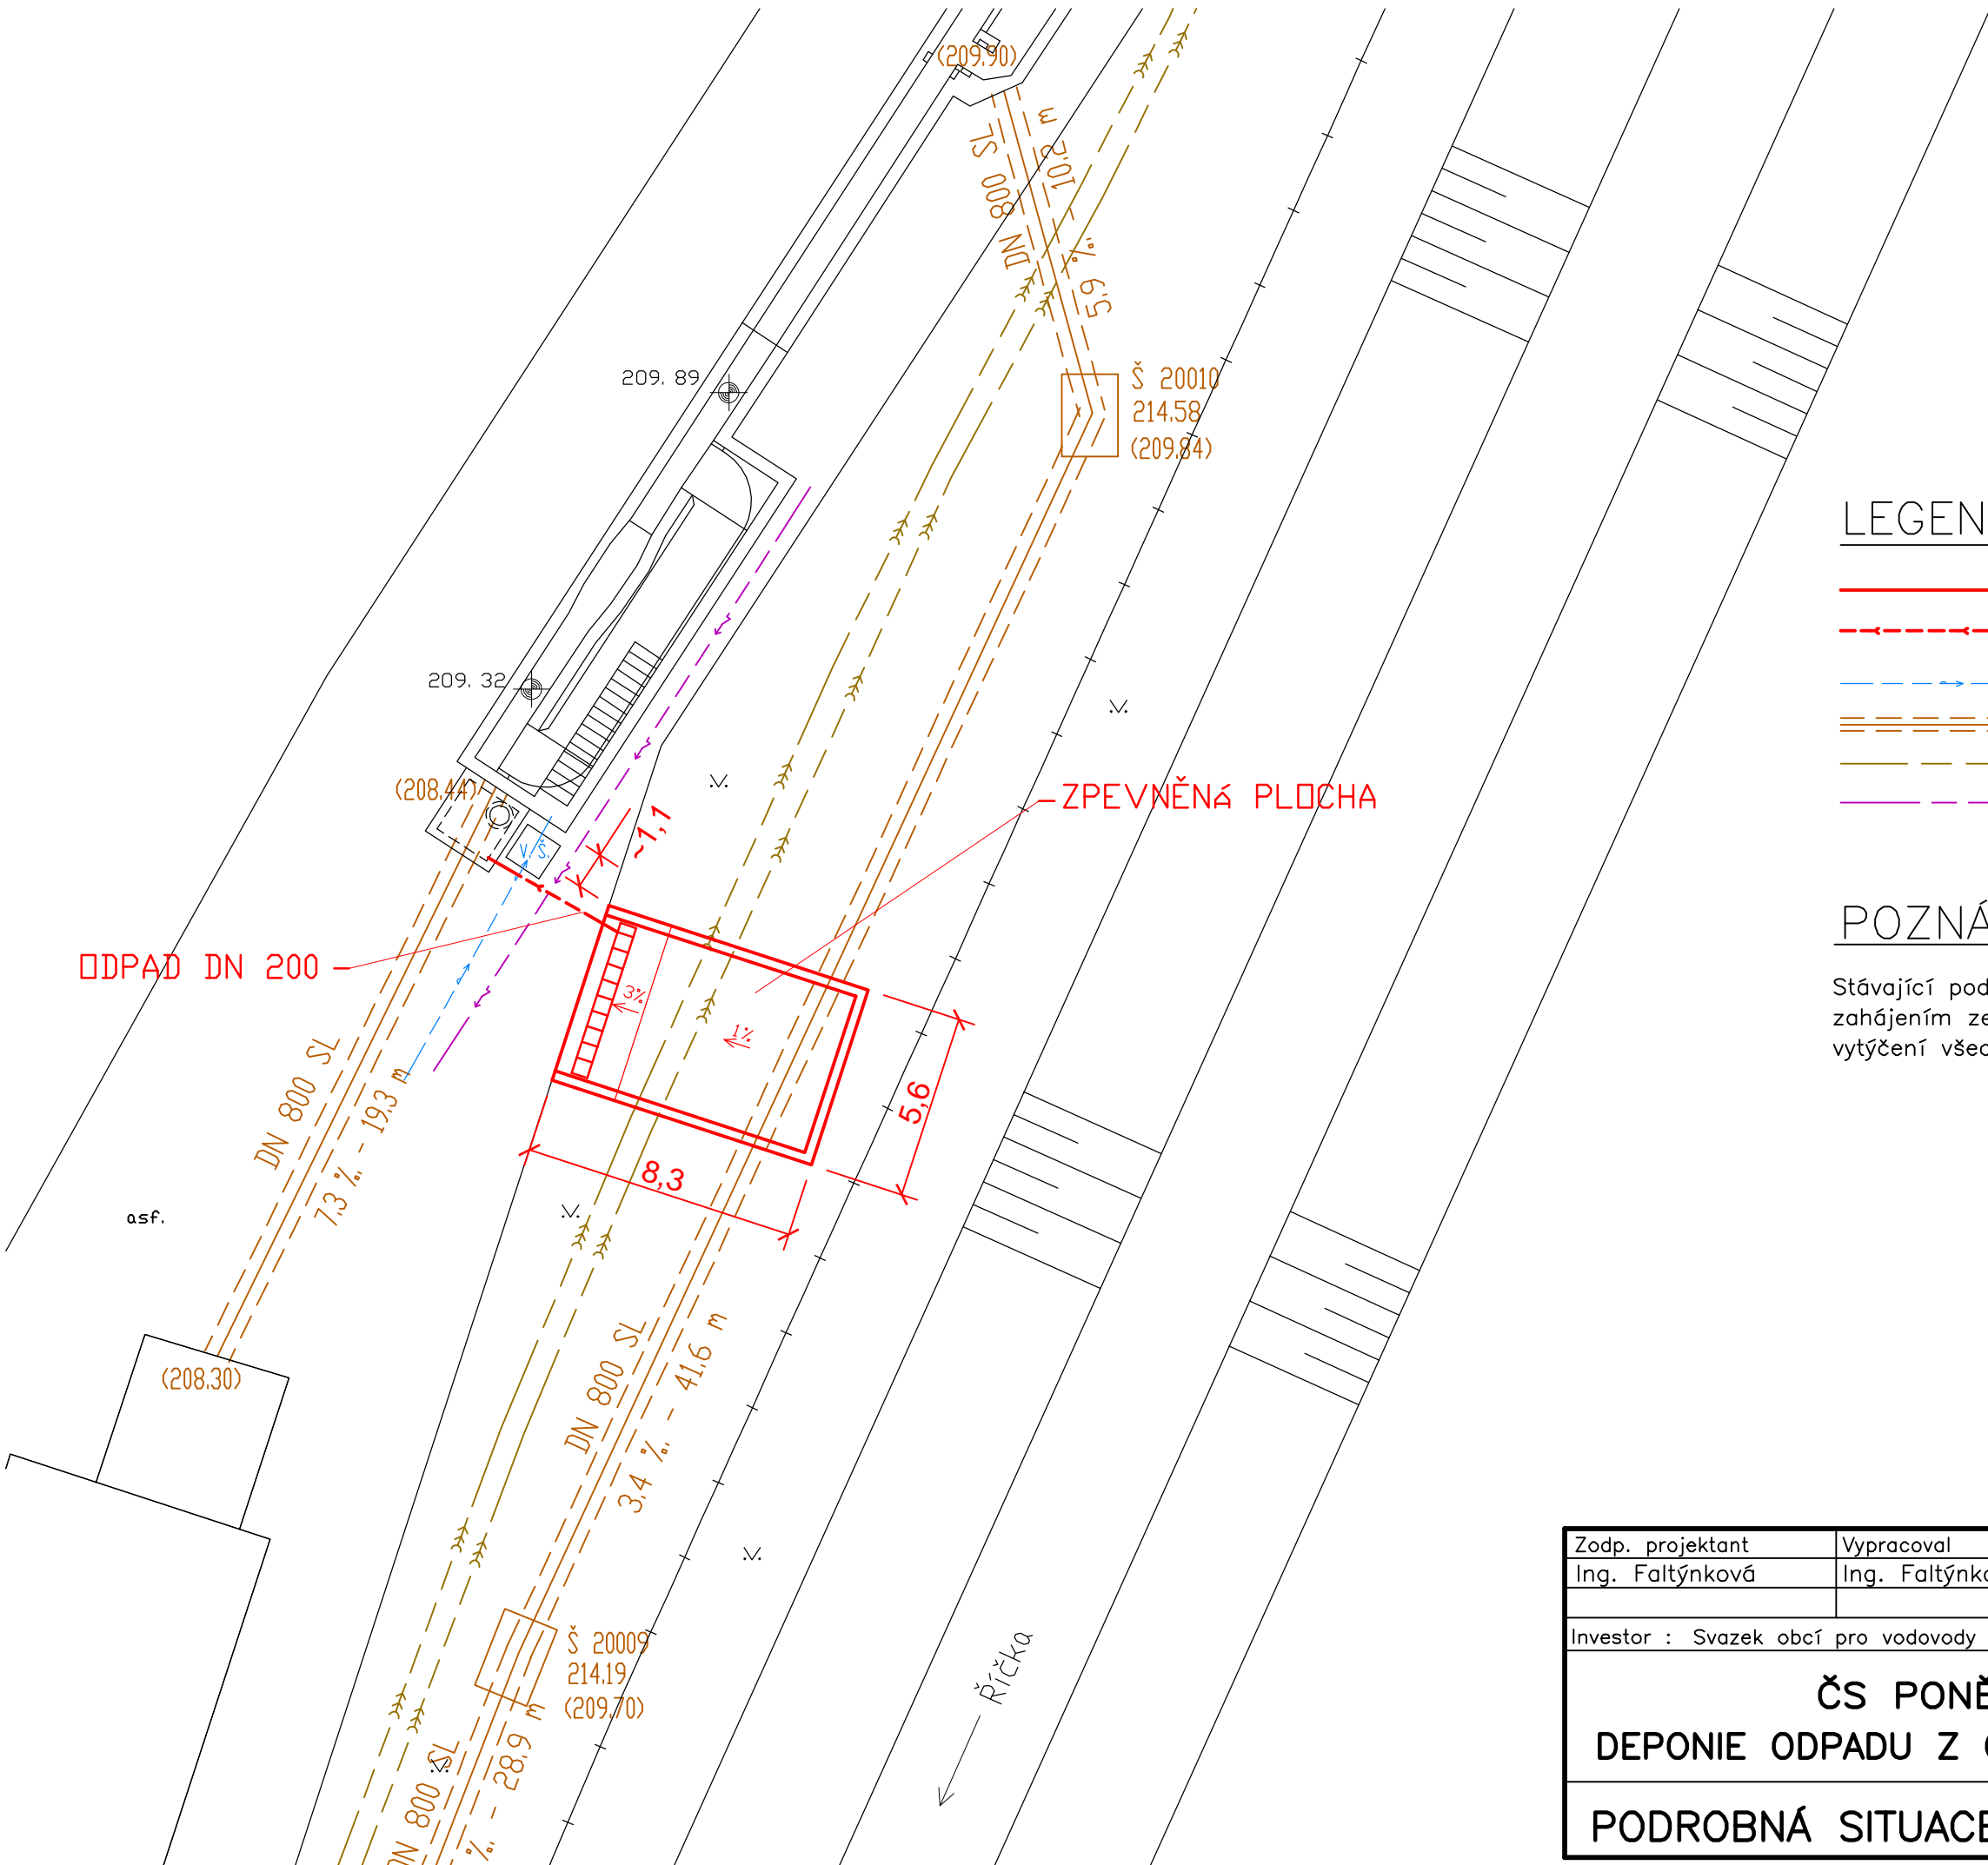 (209.90)
DN 800 SL
5.9 ‰ - 10.2 m
209. 89
Š 20010
214.58
(209.84)
LEGEN
209. 32
(208.44)
V.Š.
~1,1
ZPEVNĚNá PLOCHA
POZNÁ
ODPAD DN 200
3%
1%
Stávající pod
zahájením ze
vytýčení všec
5,6
8,3
DN 800 SL
7.3 ‰ - 19.3 m
asf.
(208.30)
DN 800 SL
3.4 ‰ - 41.6 m
Š 20009
214.19
(209.70)
Říčka
DN 800 SL
‰ - 28.9 m
Zodp. projektant
Vypracoval
Ing. Faltýnková
Ing. Faltýnko
Investor : Svazek obcí pro vodovody
ČS PONĚ
DEPONIE ODPADU Z
PODROBNÁ SITUACE